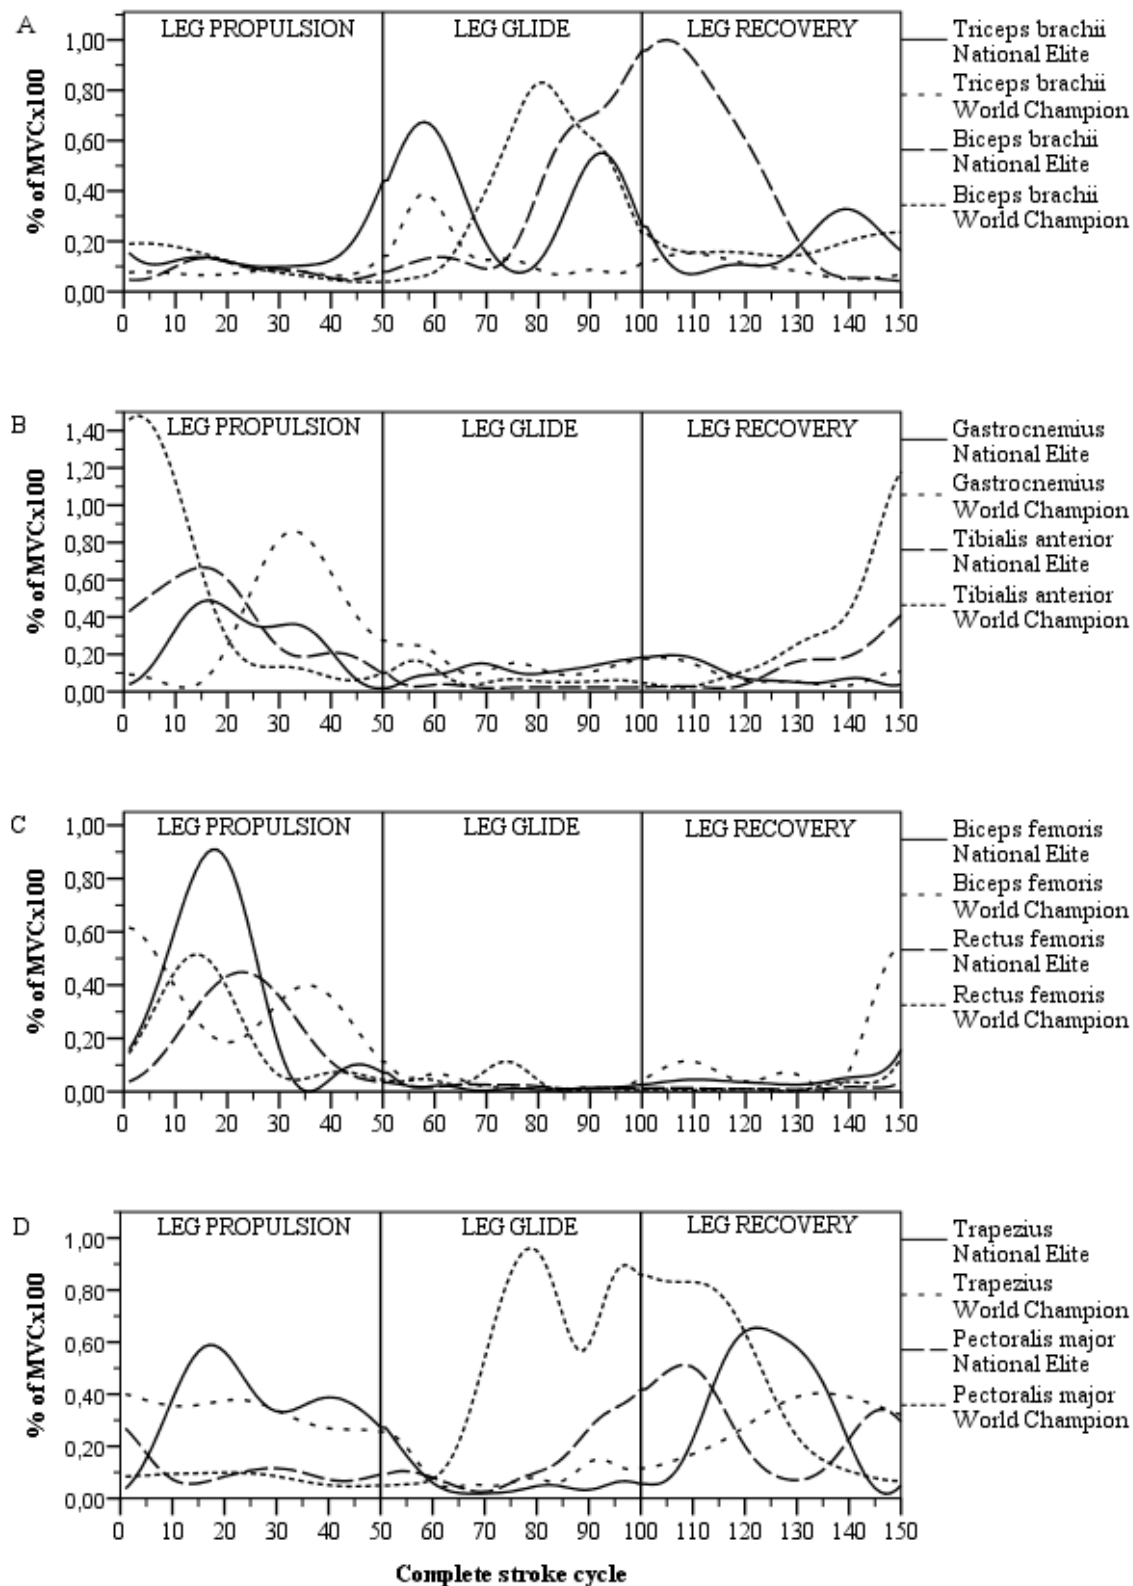 A
LEG PROPULSION LEG GLIDE LEG RECOVERY
% of MVCx100
1,00
0,80
0,60
0,40
0,20
0,00
0 10 20 30 40 50 60 70 80 90 100 110 120 130 140 150
Triceps brachii
National Elite
Triceps brachii
World Champion
Biceps brachii
National Elite
Biceps brachii
World Champion
B
LEG PROPULSION LEG GLIDE LEG RECOVERY
% of MVCx100
1,40
1,20
1,00
0,80
0,60
0,40
0,20
0,00
0 10 20 30 40 50 60 70 80 90 100 110 120 130 140 150
Gastrocnemius
National Elite
Gastrocnemius
World Champion
Tibialis anterior
National Elite
Tibialis anterior
World Champion
C
LEG PROPULSION LEG GLIDE LEG RECOVERY
% of MVCx100
1,00
0,80
0,60
0,40
0,20
0,00
0 10 20 30 40 50 60 70 80 90 100 110 120 130 140 150
Biceps femoris
National Elite
Biceps femoris
World Champion
Rectus femoris
National Elite
Rectus femoris
World Champion
D
LEG PROPULSION LEG GLIDE LEG RECOVERY
% of MVCx100
1,00
0,80
0,60
0,40
0,20
0,00
0 10 20 30 40 50 60 70 80 90 100 110 120 130 140 150
Trapezius
National Elite
Trapezius
World Champion
Pectoralis major
National Elite
Pectoralis major
World Champion
Complete stroke cycle